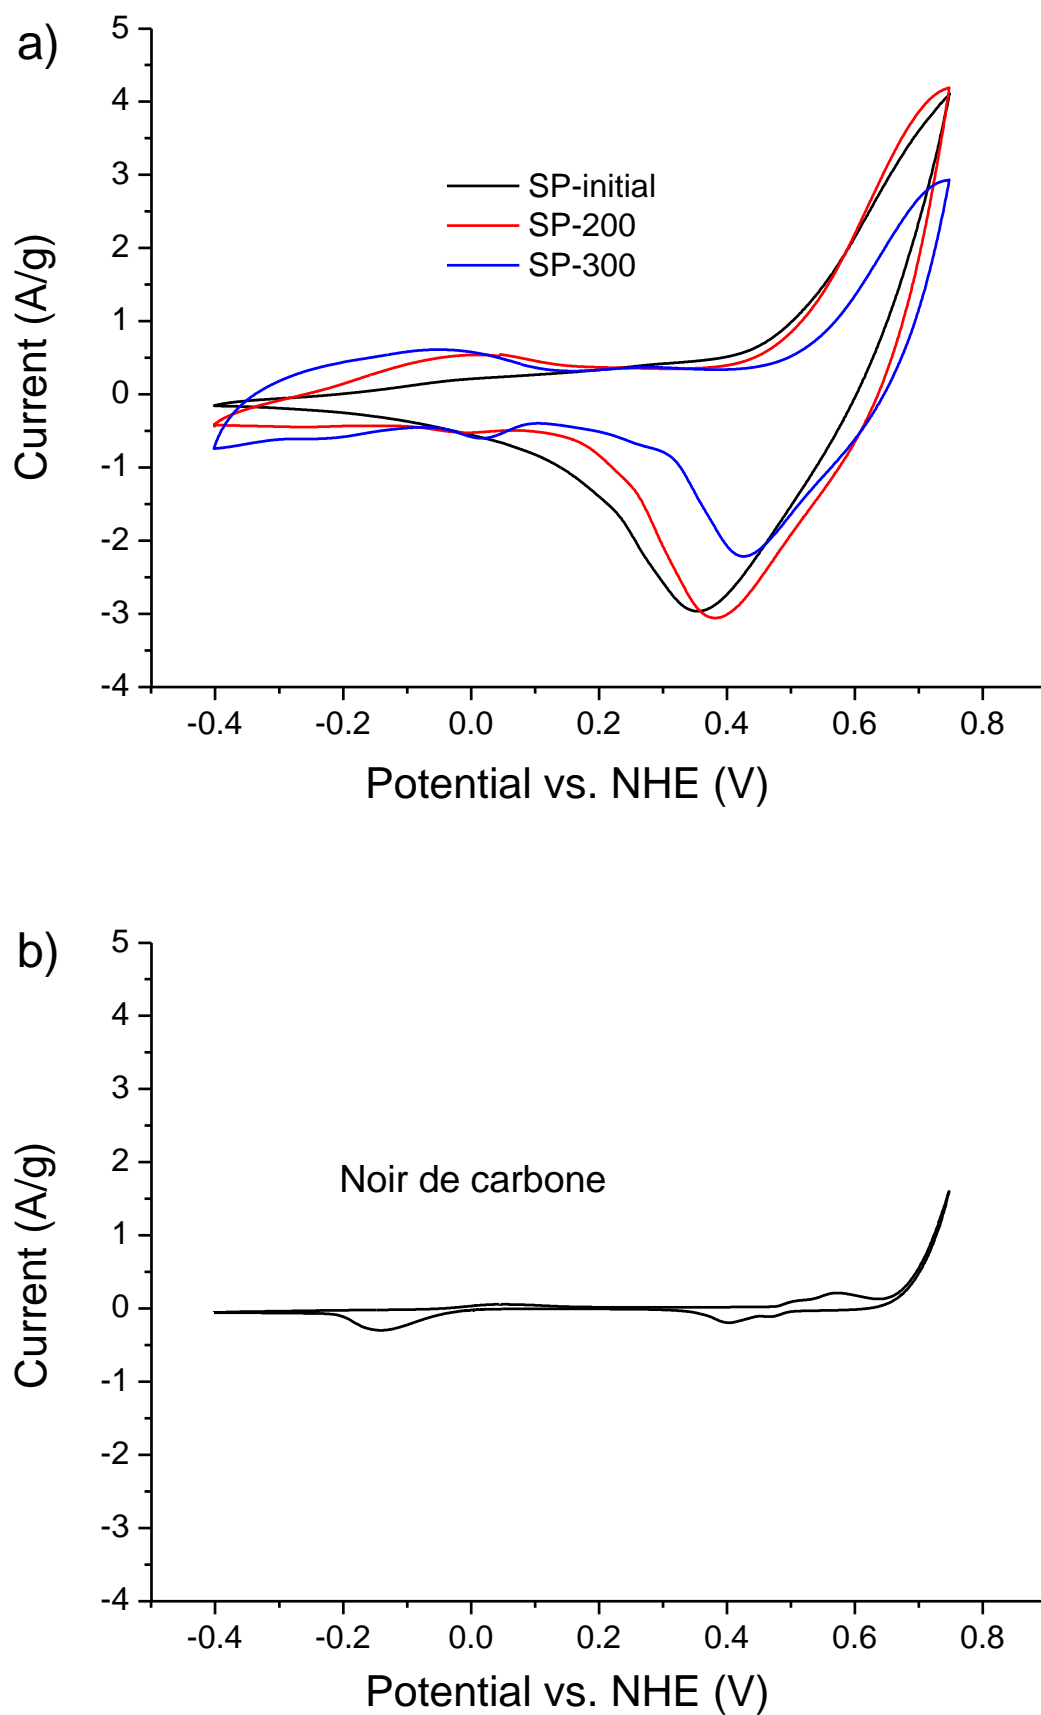 a)
5
4
3
2
1
0
-1
-2
-3
-4
Current (A/g)
SP-initial
SP-200
SP-300
-0.4 -0.2 0.0 0.2 0.4 0.6 0.8
Potential vs. NHE (V)
b)
5
4
3
2
1
0
-1
-2
-3
-4
Current (A/g)
Noir de carbone
-0.4 -0.2 0.0 0.2 0.4 0.6 0.8
Potential vs. NHE (V)